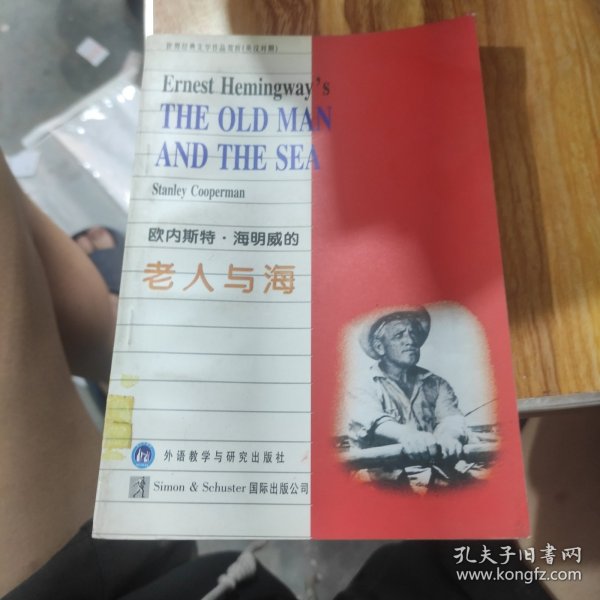 世界经典文学作品赏析(英汉对照)
Ernest Hemingway's
THE OLD MAN
AND THE SEA
Stanley Cooperman
欧内斯特·海明威的
老人与海
外语教学与研究出版社
Simon & Schuster 国际出版公司
孔夫子旧书网
www.kongfz.com